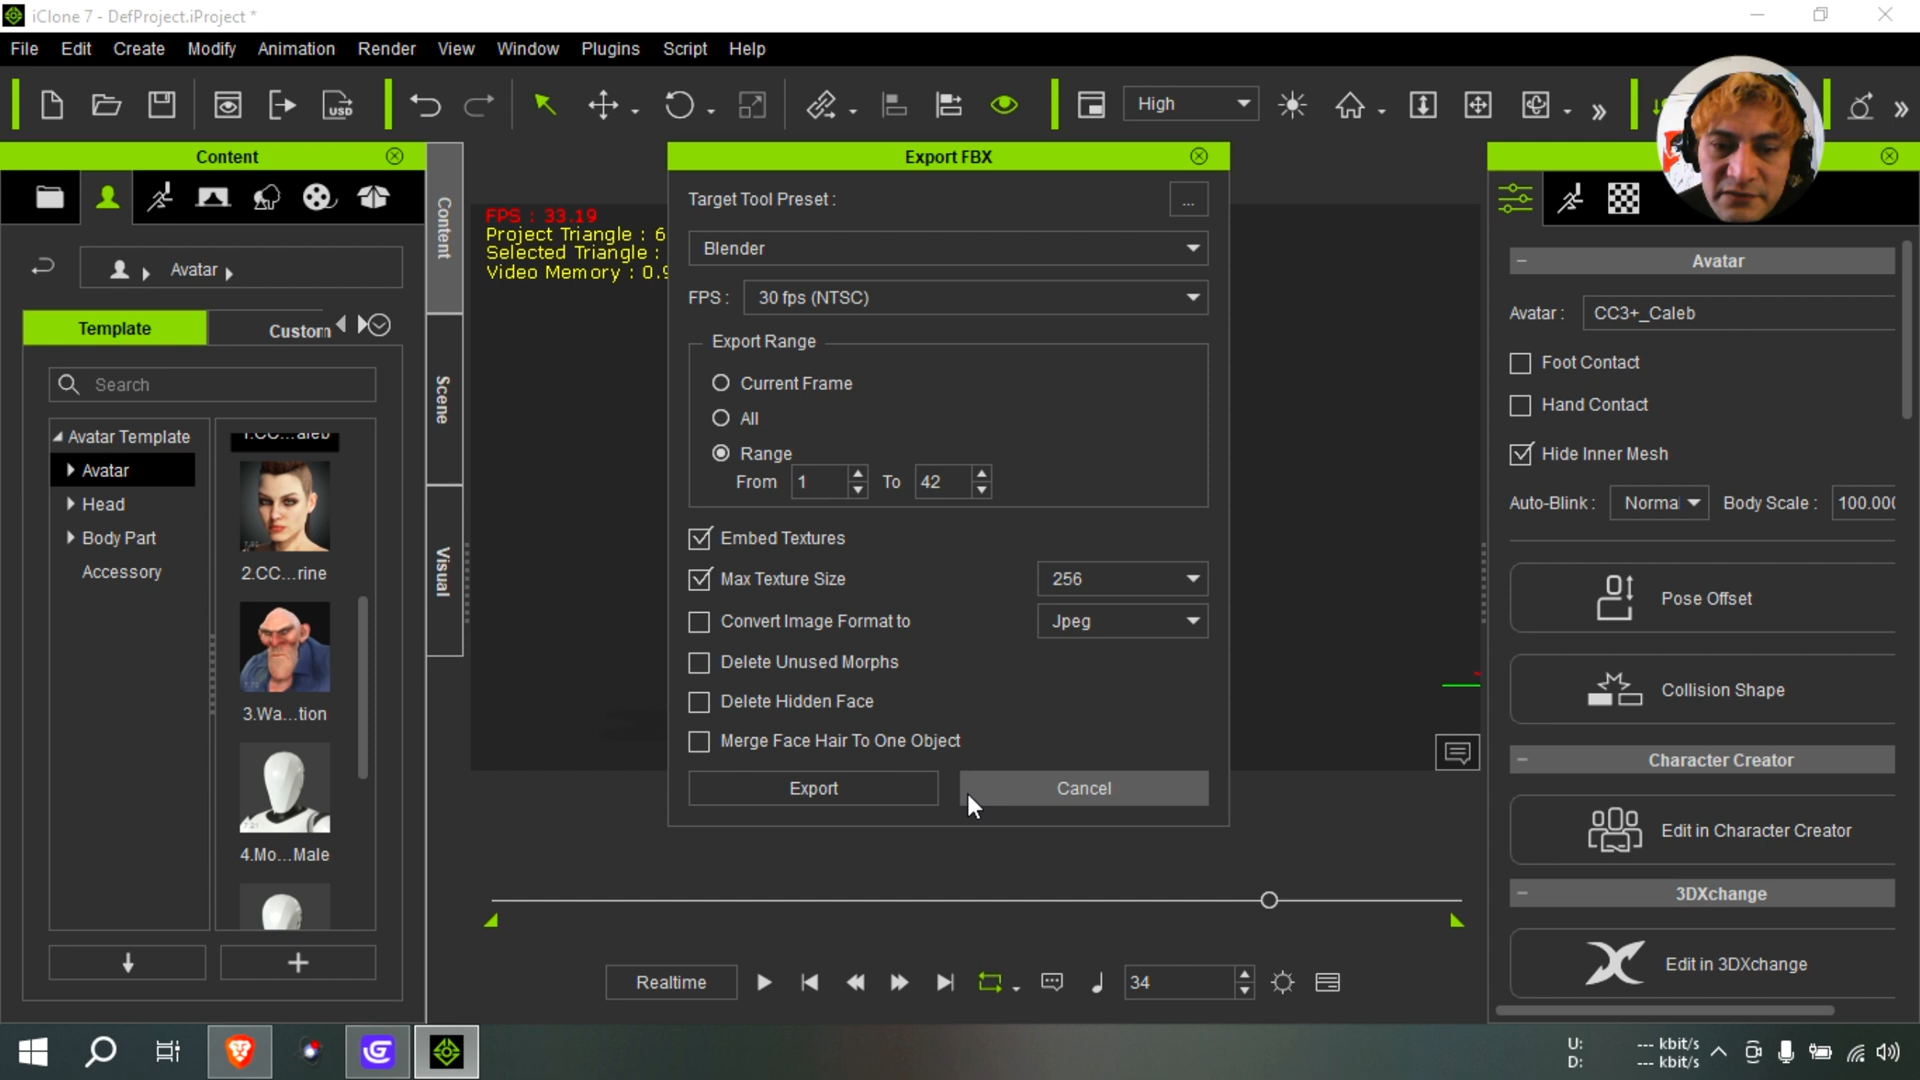 iClone 7 - DefProject.iProject *
File Edit Create Modify Animation Render View Window Plugins Script Help
USD
High
Content
Avatar
Template
Custom
Search
Avatar Template
Avatar
Head
Body Part
Accessory
2.CC...rine
3.Wa...tion
4.Mo...Male
Content
Scene
Visual
FPS : 33.19
Project Triangle : 6
Selected Triangle :
Video Memory : 0.9
Export FBX
Target Tool Preset :
...
Blender
FPS : 30 fps (NTSC)
Export Range
Current Frame
All
Range
From 1 To 42
Embed Textures
Max Texture Size 256
Convert Image Format to Jpeg
Delete Unused Morphs
Delete Hidden Face
Merge Face Hair To One Object
Export Cancel
Realtime 34
Avatar
Avatar : CC3+_Caleb
Foot Contact
Hand Contact
Hide Inner Mesh
Auto-Blink : Norma Body Scale : 100.000
Pose Offset
Collision Shape
Character Creator
Edit in Character Creator
3DXchange
Edit in 3DXchange
U: --- kbit/s
D: --- kbit/s